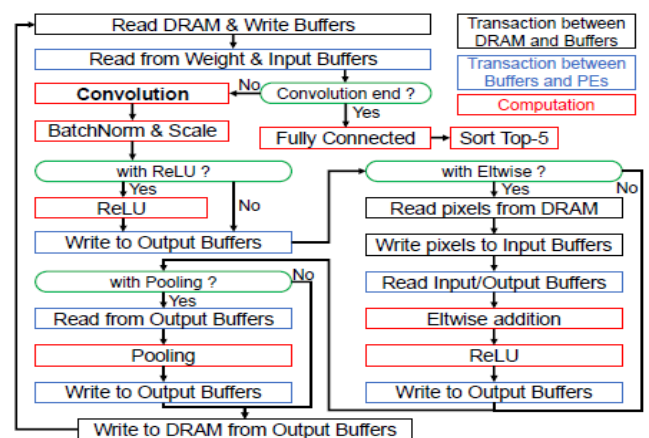 Read DRAM & Write Buffers
Read from Weight & Input Buffers
No
Convolution end ?
Convolution
Yes
BatchNorm & Scale
Fully Connected
Sort Top-5
with ReLU ?
Yes
No
ReLU
Write to Output Buffers
with Pooling ?
No
Yes
Read from Output Buffers
Pooling
Write to Output Buffers
Write to DRAM from Output Buffers
Transaction between
DRAM and Buffers
Transaction between
Buffers and PEs
Computation
with Eltwise ?
Yes
No
Read pixels from DRAM
Write pixels to Input Buffers
Read Input/Output Buffers
Eltwise addition
ReLU
Write to Output Buffers